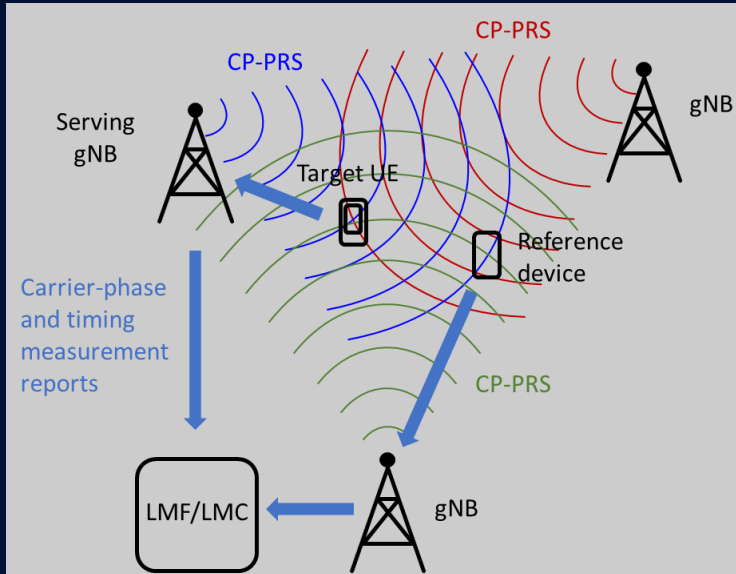 CP-PRS
CP-PRS
gNB
Serving
gNB
Target UE
Reference
device
Carrier-phase
and timing
measurement
reports
CP-PRS
LMF/LMC
gNB